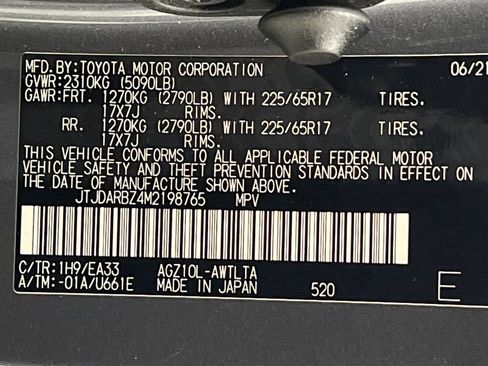 MFD.BY:TOYOTA MOTOR CORPORATION 06/21
GVWR:2310KG (5090LB)
GAWR:FRT. 1270KG (2790LB) WITH 225/65R17 TIRES.
17X7J RIMS.
RR. 1270KG (2790LB) WITH 225/65R17 TIRES.
17X7J RIMS.
THIS VEHICLE CONFORMS TO ALL APPLICABLE FEDERAL MOTOR
VEHICLE SAFETY AND THEFT PREVENTION STANDARDS IN EFFECT ON
THE DATE OF MANUFACTURE SHOWN ABOVE.
JTJDARBZ4M2198765 MPV
C/TR:1H9/EA33 AGZ10L-AWTLTA
A/TM:-01A/U661E MADE IN JAPAN 520 E